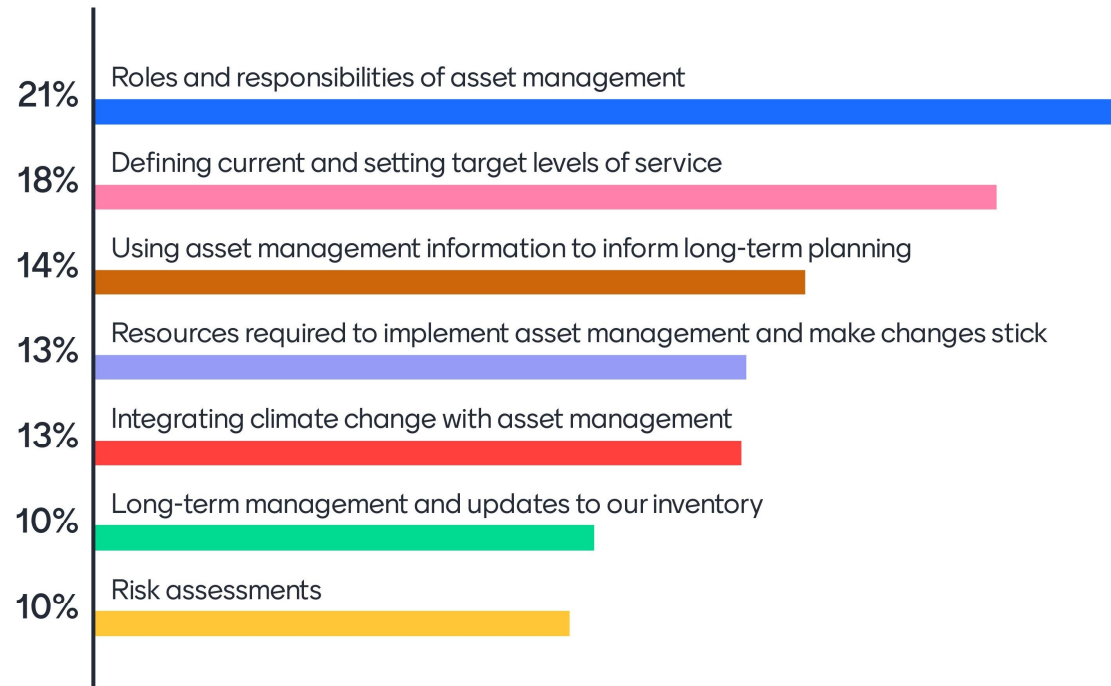 Roles and responsibilities of asset management
21%
Defining current and setting target levels of service
18%
Using asset management information to inform long-term planning
14%
Resources required to implement asset management and make changes stick
13%
Integrating climate change with asset management
13%
Long-term management and updates to our inventory
10%
Risk assessments
10%